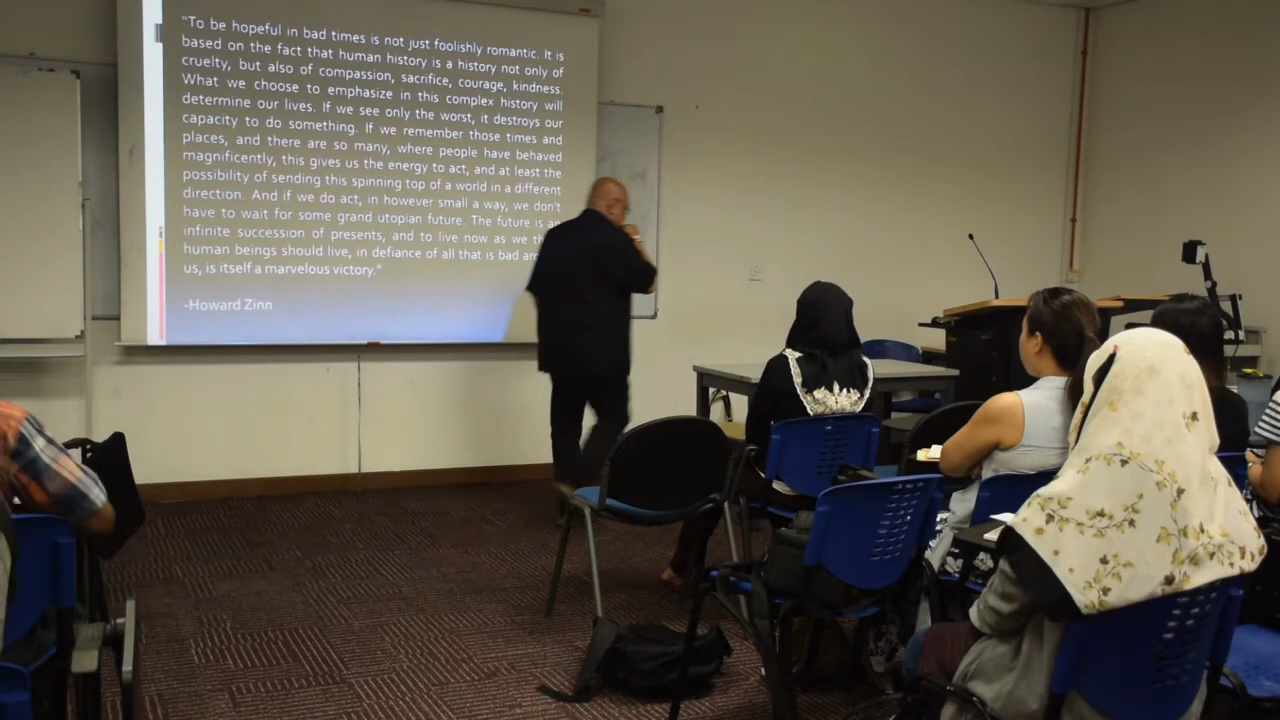 "To be hopeful in bad times is not just foolishly romantic. It is
based on the fact that human history is a history not only of
cruelty, but also of compassion, sacrifice, courage, kindness.
What we choose to emphasize in this complex history will
determine our lives. If we see only the worst, it destroys our
capacity to do something. If we remember those times and
places, and there are so many, where people have behaved
magnificently, this gives us the energy to act, and at least the
possibility of sending this spinning top of a world in a different
direction. And if we do act, in however small a way, we don't
have to wait for some grand utopian future. The future is
infinite succession of presents, and to live now as we
human beings should live, in defiance of all that is bad
us, is itself a marvelous victory."
-Howard Zinn